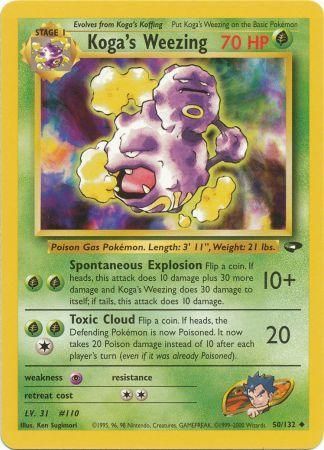 Evolves from Koga's Koffing Put Koga's Weezing on the Basic Pokémon
STAGE 1
Koga's Weezing 70 HP
Poison Gas Pokémon. Length: 3' 11", Weight: 21 lbs.
Spontaneous Explosion Flip a coin. If
heads, this attack does 10 damage plus 30 more
damage and Koga's Weezing does 30 damage to
itself; if tails, this attack does 10 damage.
10+
Toxic Cloud Flip a coin. If heads, the
Defending Pokémon is now Poisoned. It now
takes 20 Poison damage instead of 10 after each
player's turn (even if it was already Poisoned).
20
weakness resistance
retreat cost
LV. 31 #110
Illus. Ken Sugimori ©1995, 96, 98 Nintendo, Creatures, GAMEFREAK. ©1999-2000 Wizards. 50/132